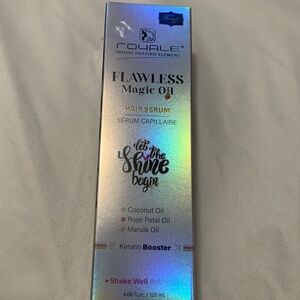 ROYALE
GENIUS HEATING ELEMENT
FLAWLESS
Magic Oil
HAIR SERUM
SÉRUM CAPILLAIRE
let the
Shine
begin
Coconut Oil
Rose Petal Oil
Marula Oil
Keratin Booster
Shake Well
4.06 fl.oz. / 120 mL